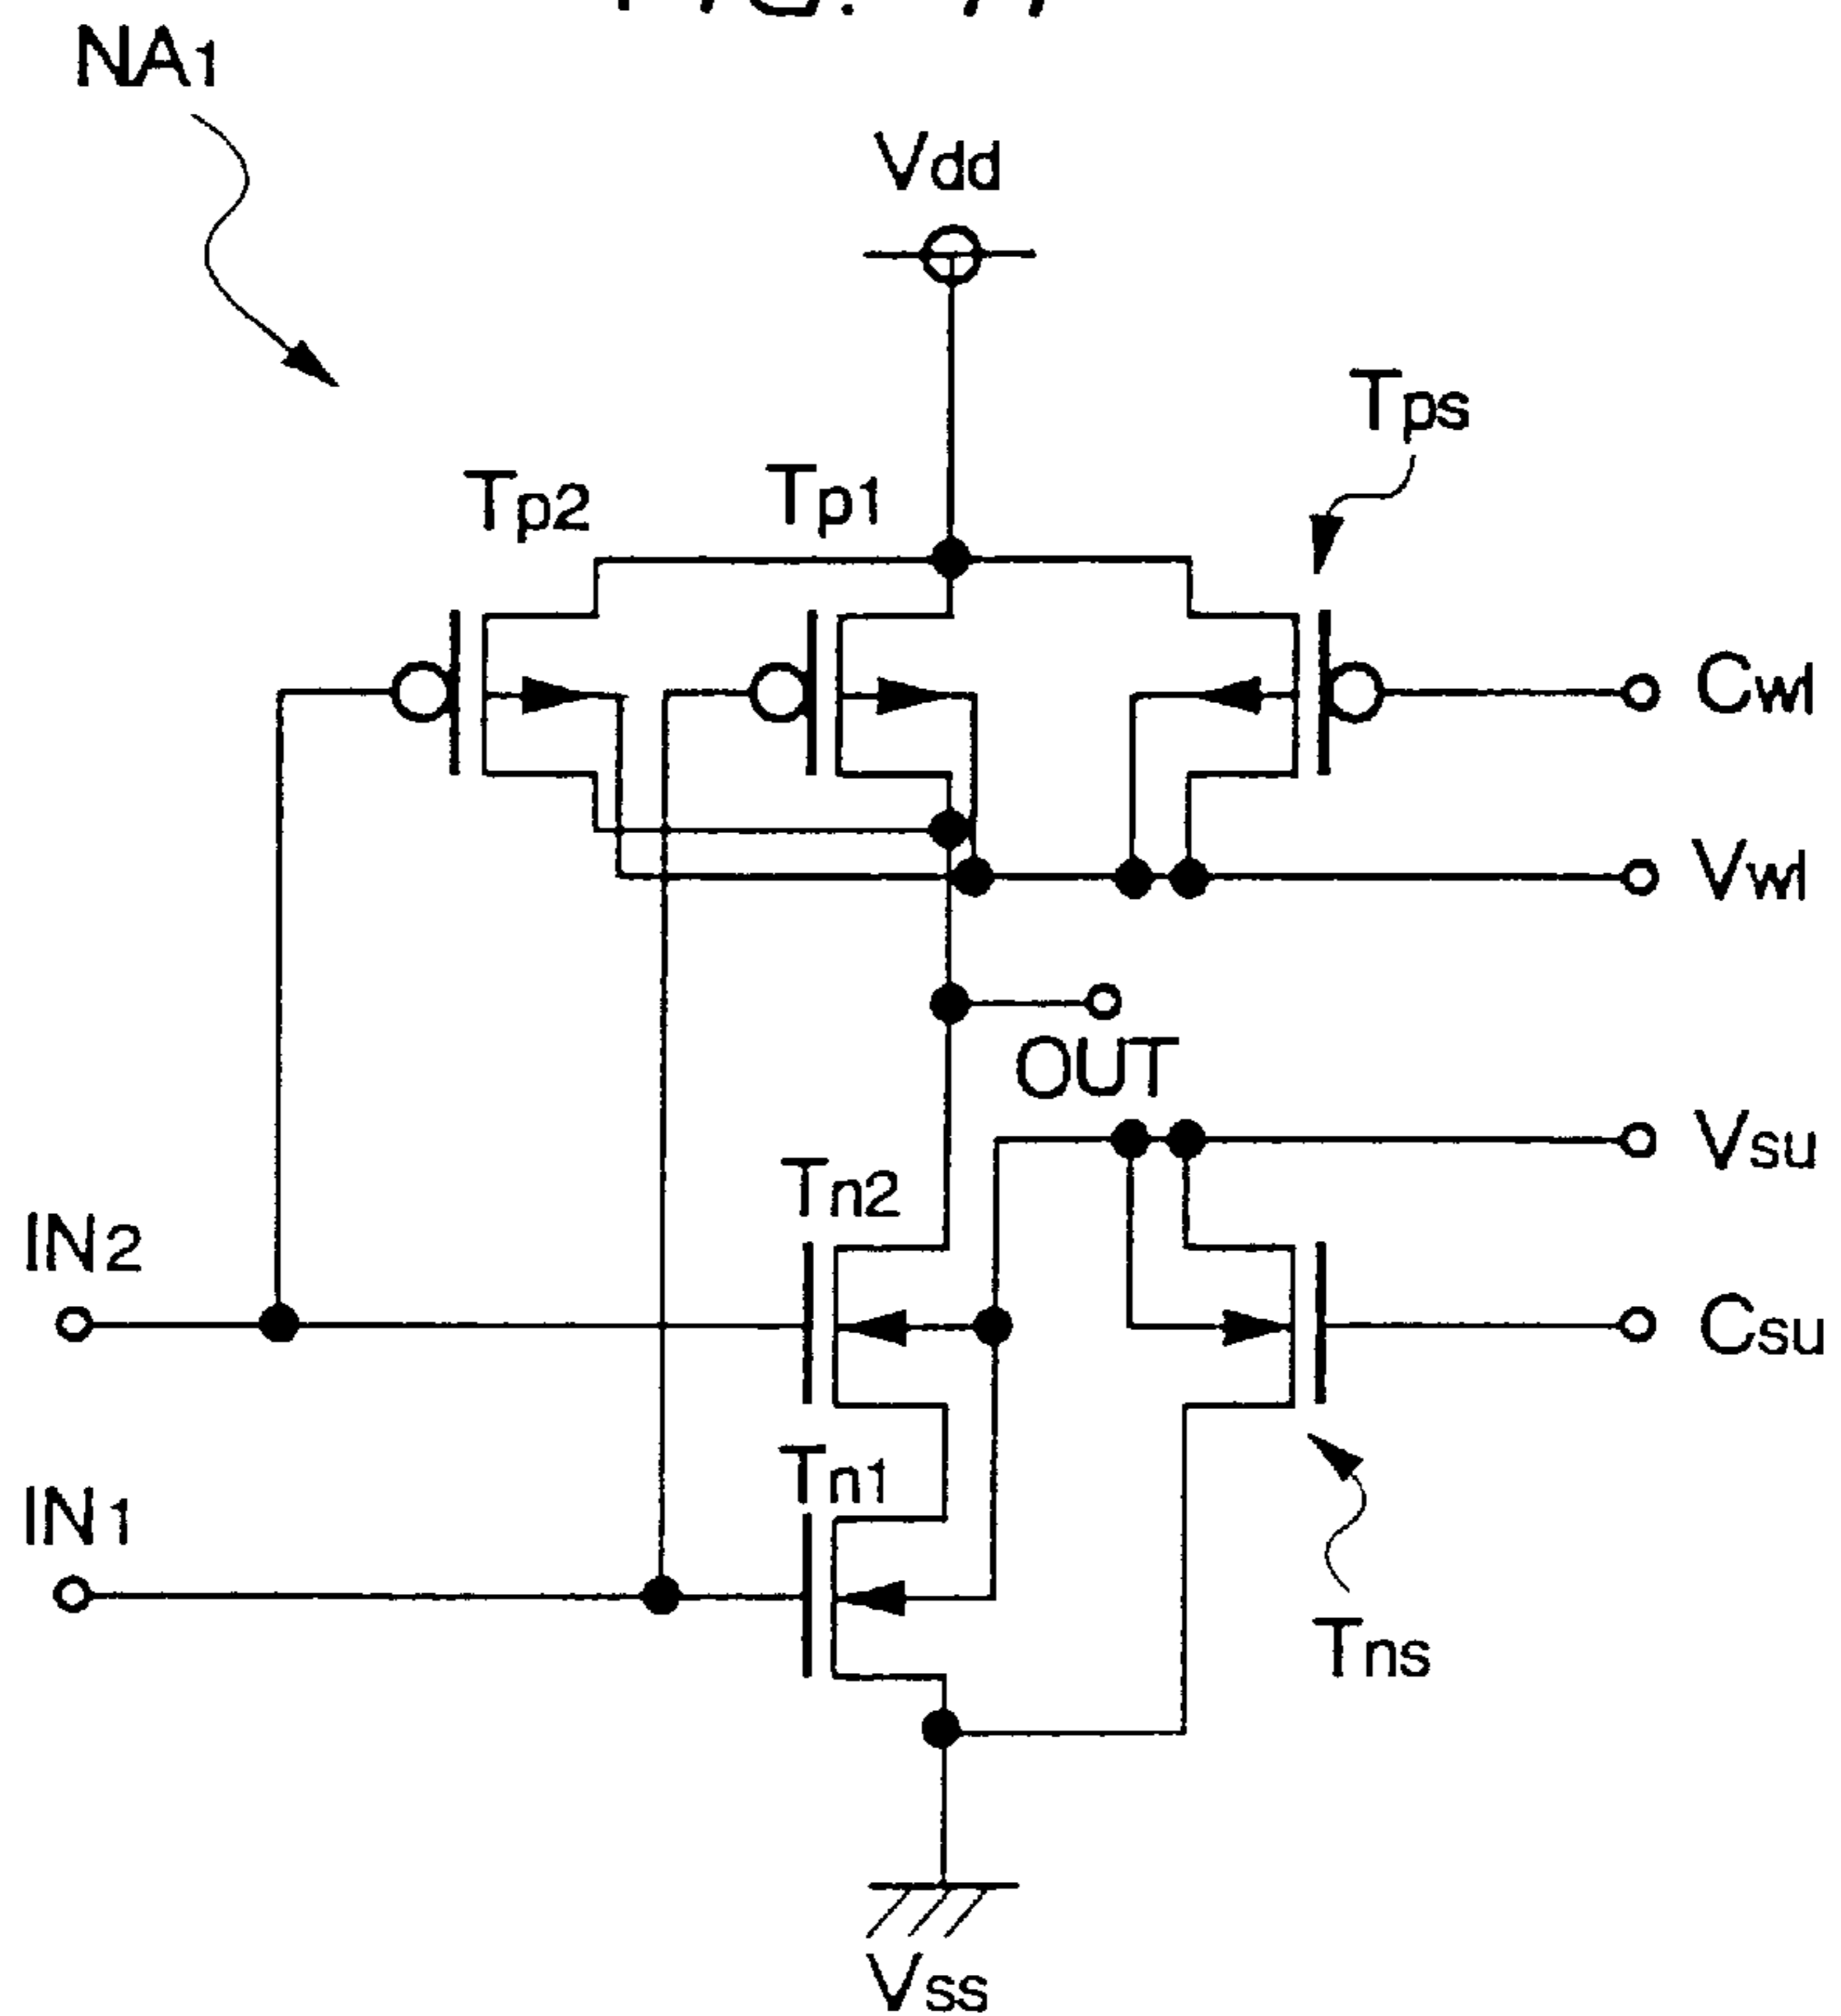 NA1
Vdd
Tps
Tp2
Tp1
Cwl
Vwl
OUT
Vsu
Tn2
IN2
Csu
Tn1
IN1
Tns
Vss